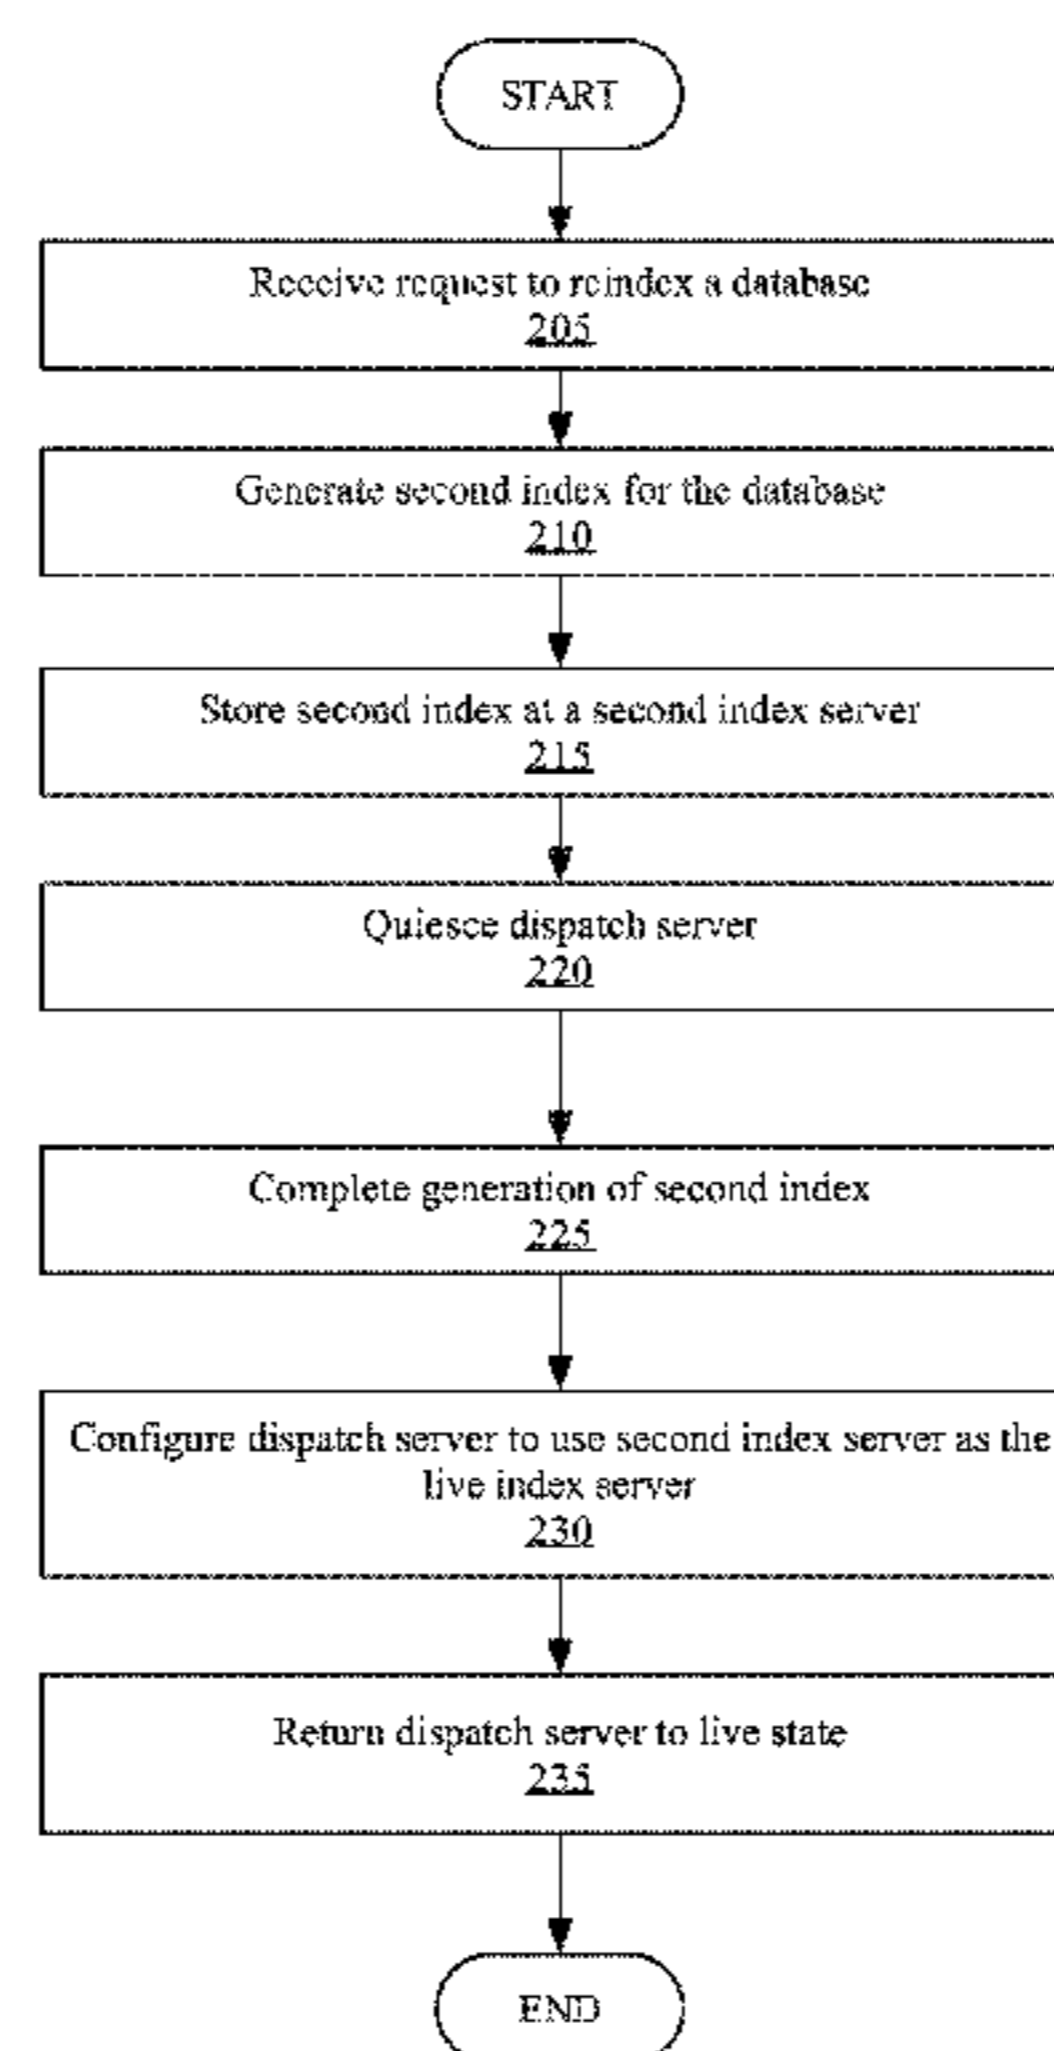 START
Receive request to reindex a database
205
Generate second index for the database
210
Store second index at a second index server
215
Quiesce dispatch server
220
Complete generation of second index
225
Configure dispatch server to use second index server as the
live index server
230
Return dispatch server to live state
235
END